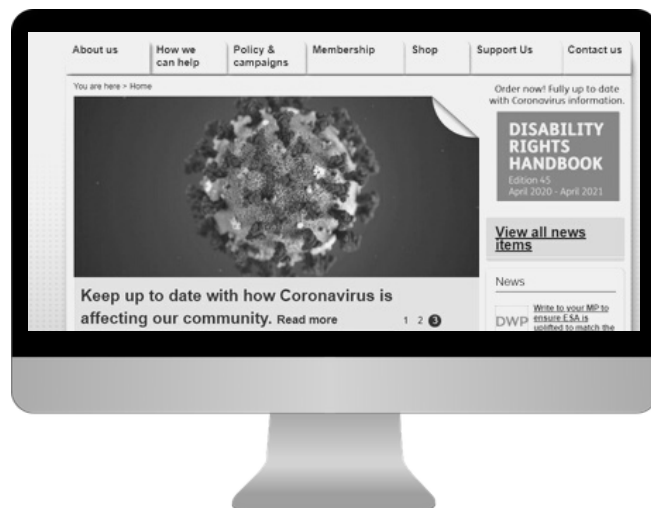 About us
How we
can help
Policy &
campaigns
Membership
Shop
Support Us
Contact us
You are here > Home
Order now! Fully up to date
with Coronavirus information.
DISABILITY
RIGHTS
HANDBOOK
Edition 45
April 2020 - April 2021
View all news
items
Keep up to date with how Coronavirus is
affecting our community. Read more
1 2 3
News
DWP
Write to your MP to
ensure ESA is
uplifted to match the